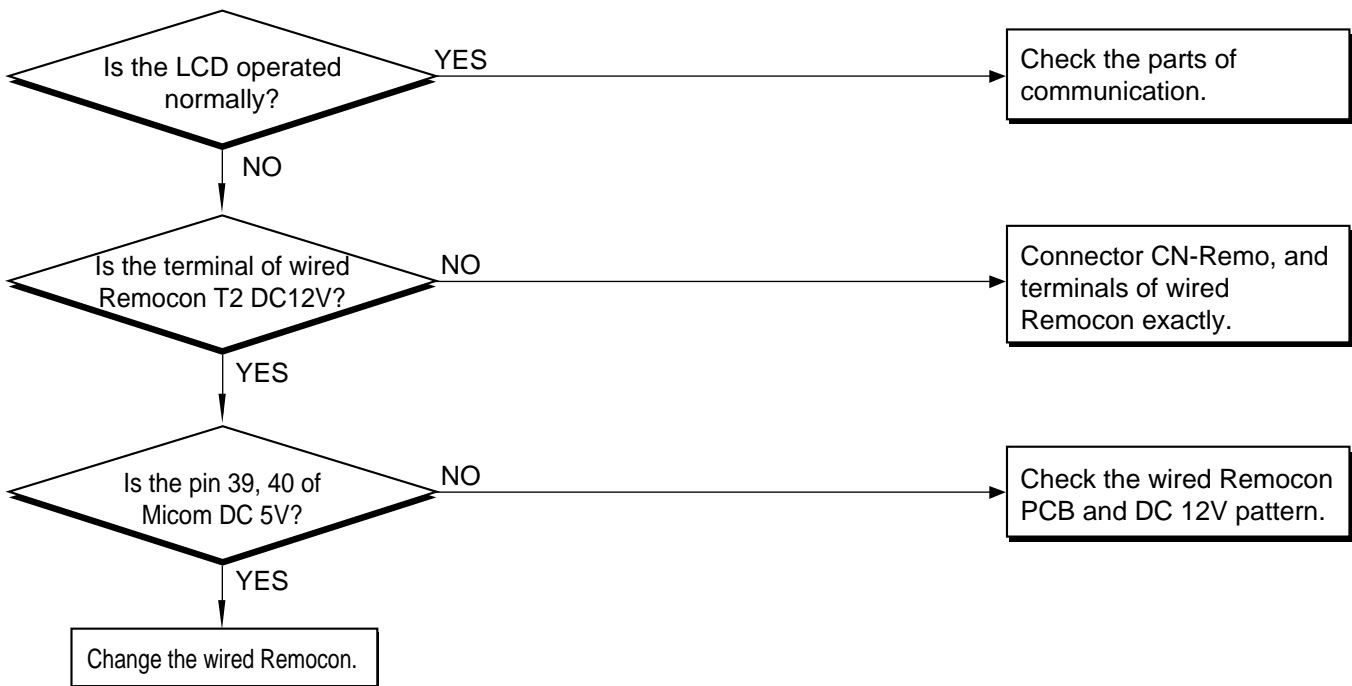 Is the LCD operated
normally?
YES
Check the parts of
communication.
NO
Is the terminal of wired
Remocon T2 DC12V?
NO
Connector CN-Remo, and
terminals of wired
Remocon exactly.
YES
Is the pin 39, 40 of
Micom DC 5V?
NO
Check the wired Remocon
PCB and DC 12V pattern.
YES
Change the wired Remocon.